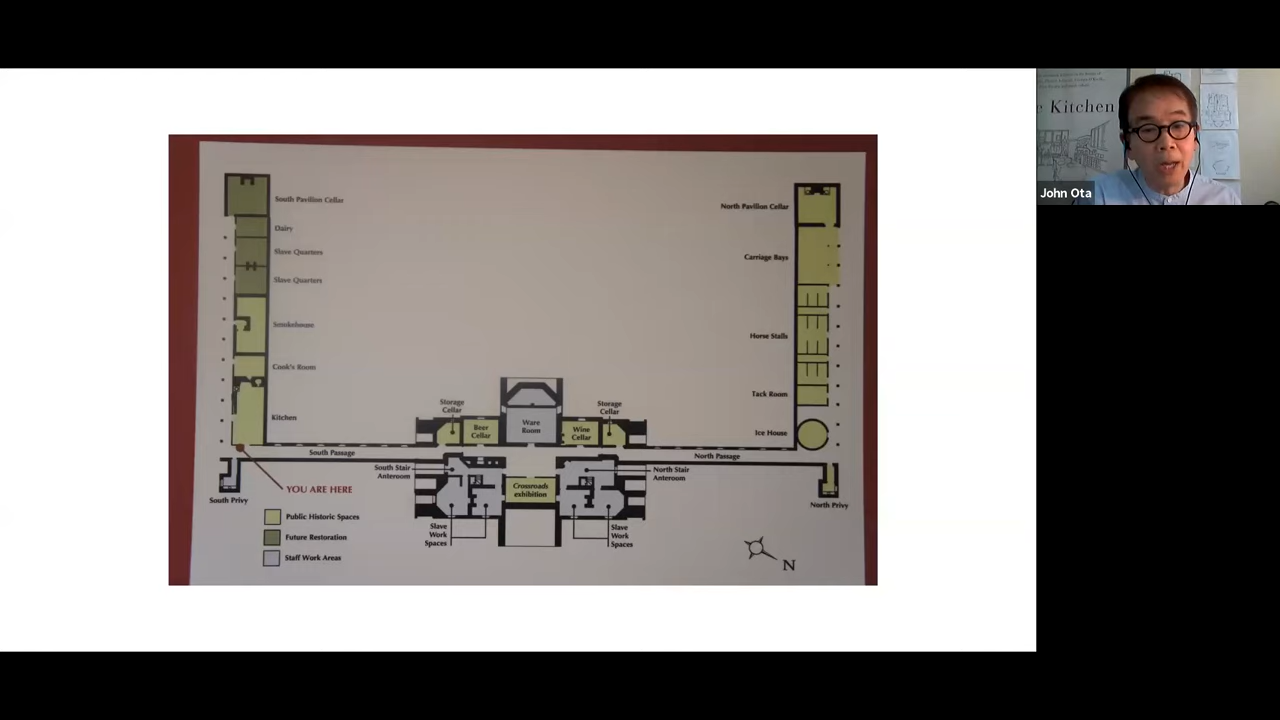 South Pavilion Cellar
Dairy
Slave Quarters
Slave Quarters
Smokehouse
Cook's Room
Kitchen
South Passage
YOU ARE HERE
South Privy
Public Historic Spaces
Future Restoration
Staff Work Areas
Storage
Cellar
Beer
Cellar
Ware
Room
Wine
Cellar
Storage
Cellar
South Stair
Anteroom
Crossroads
exhibition
North Stair
Anteroom
Slave
Work
Spaces
Slave
Work
Spaces
North Pavilion Cellar
Carriage Bays
Horse Stalls
Tack Room
Ice House
North Passage
North Privy
N
Kitchen
John Ota